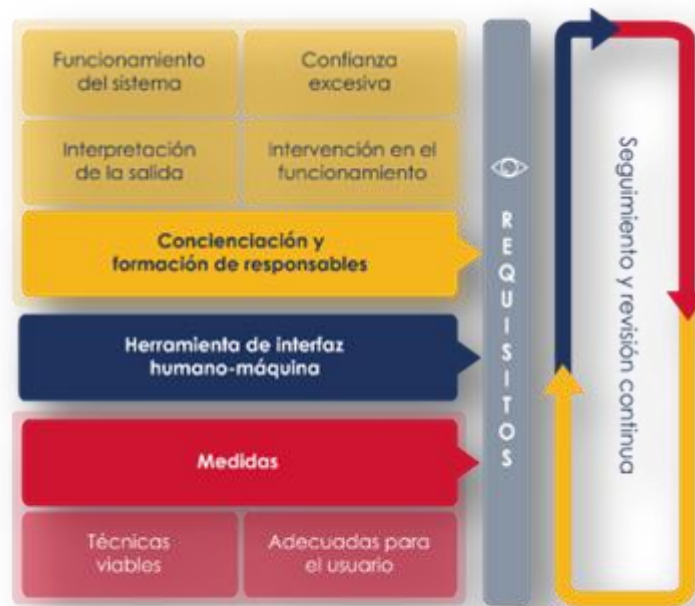 Funcionamiento
del sistema
Confianza
excesiva
Interpretación
de la salida
Intervención en el
funcionamiento
Concienciación y
formación de responsables
Herramienta de interfaz
humano-máquina
Medidas
Técnicas
viables
Adecuadas para
el usuario
REQUISITOS
Seguimiento y revisión continua